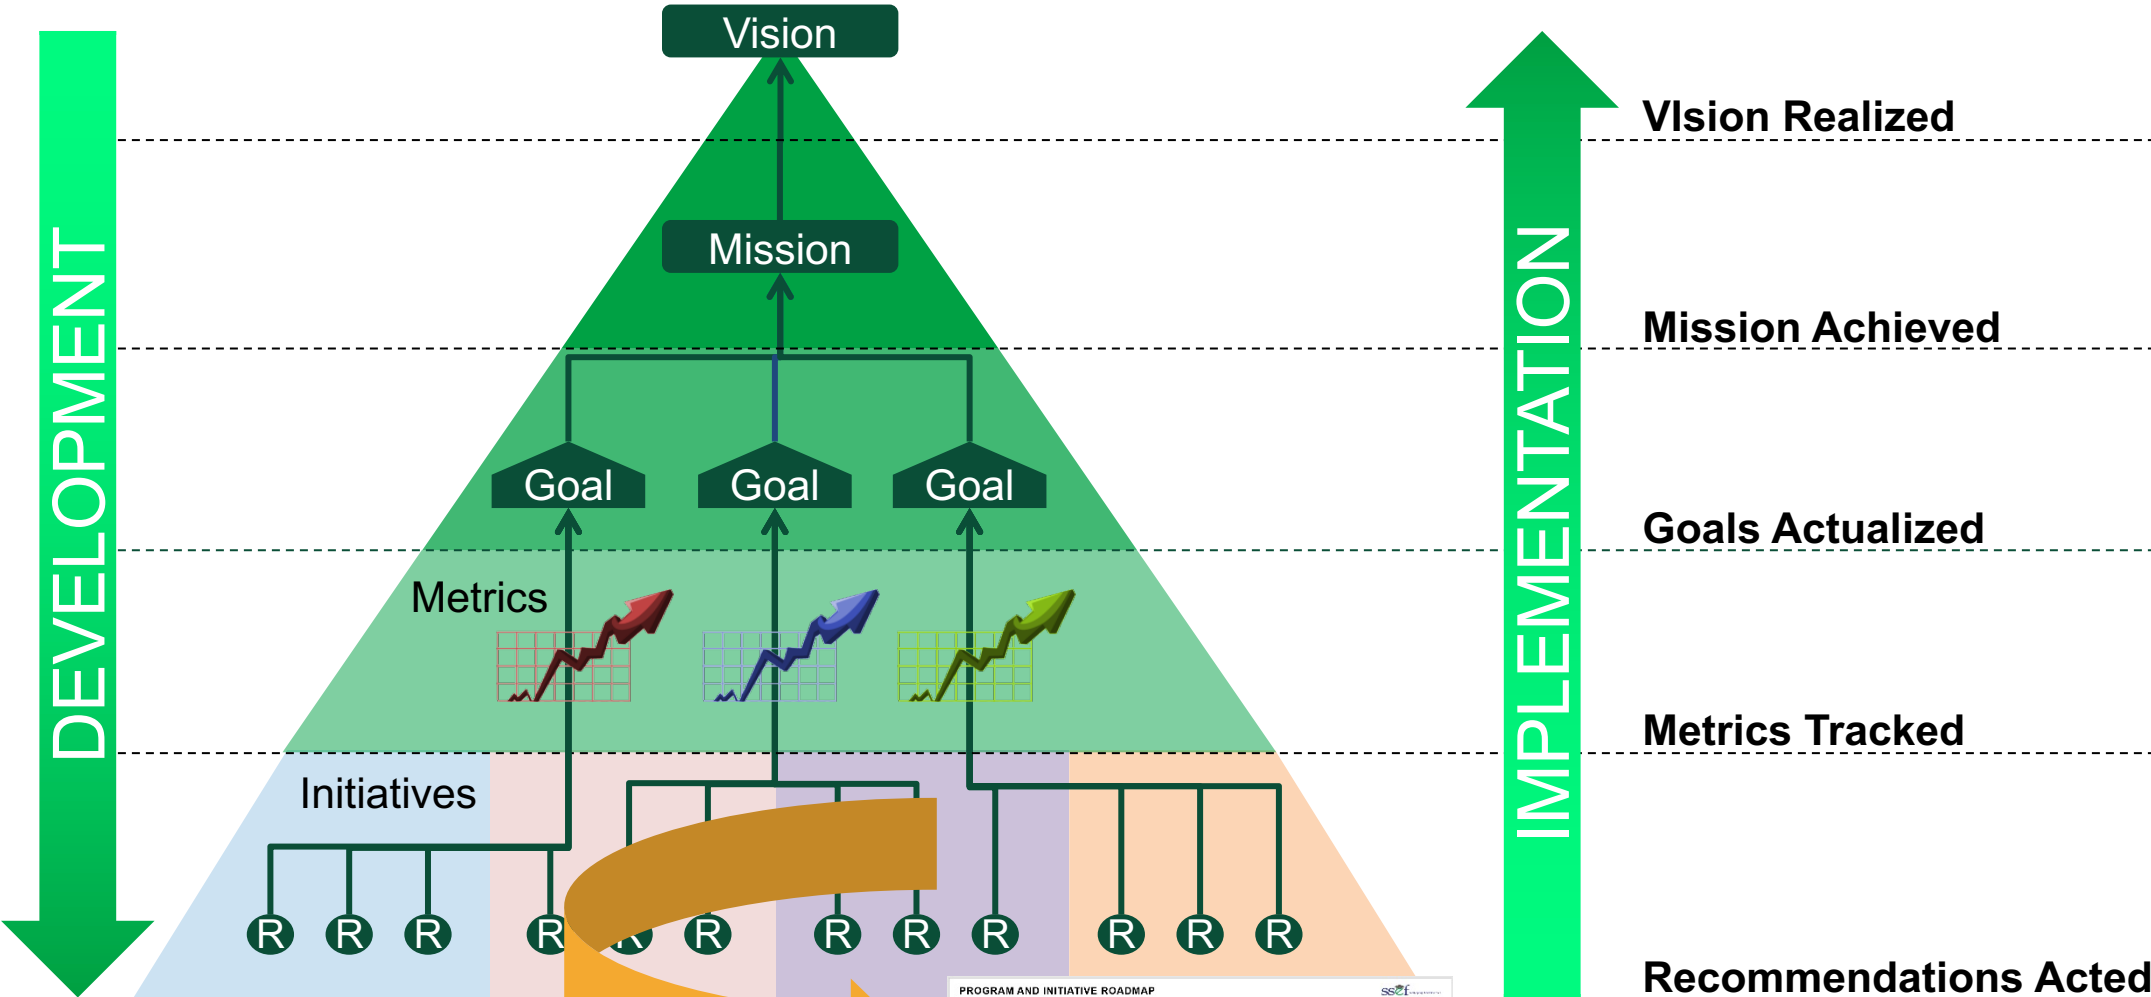 Vision
VIsion Realized
Mission
Mission Achieved
DEVELOPMENT
IMPLEMENTATION
Goal Goal Goal
Goals Actualized
Metrics
Metrics Tracked
Initiatives
R R R R R R R R R R R R
Recommendations Acted
PROGRAM AND INITIATIVE ROADMAP
ssef